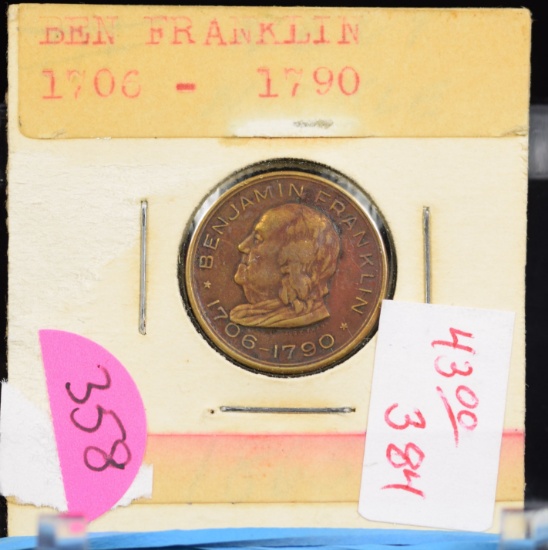 BEN FRANKLIN
1706 - 1790
* BENJAMIN FRANKLIN *
1706-1790
358
43.00
384